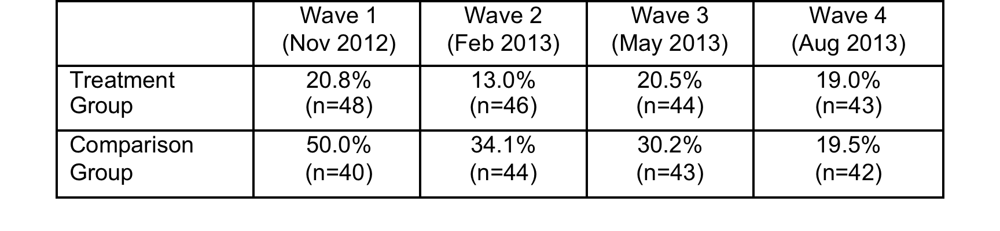 Wave 1 Wave 2 Wave 3 Wave 4
(Nov 2012) (Feb 2013) (May 2013) (Aug 2013)
Treatment 20.8% 13.0% 20.5% 19.0%
Group (n=48) (n=46) (n=44) (n=43)
Comparison 50.0% 34.1% 30.2% 19.5%
Group (n=40) (n=44) (n=43) (n=42)